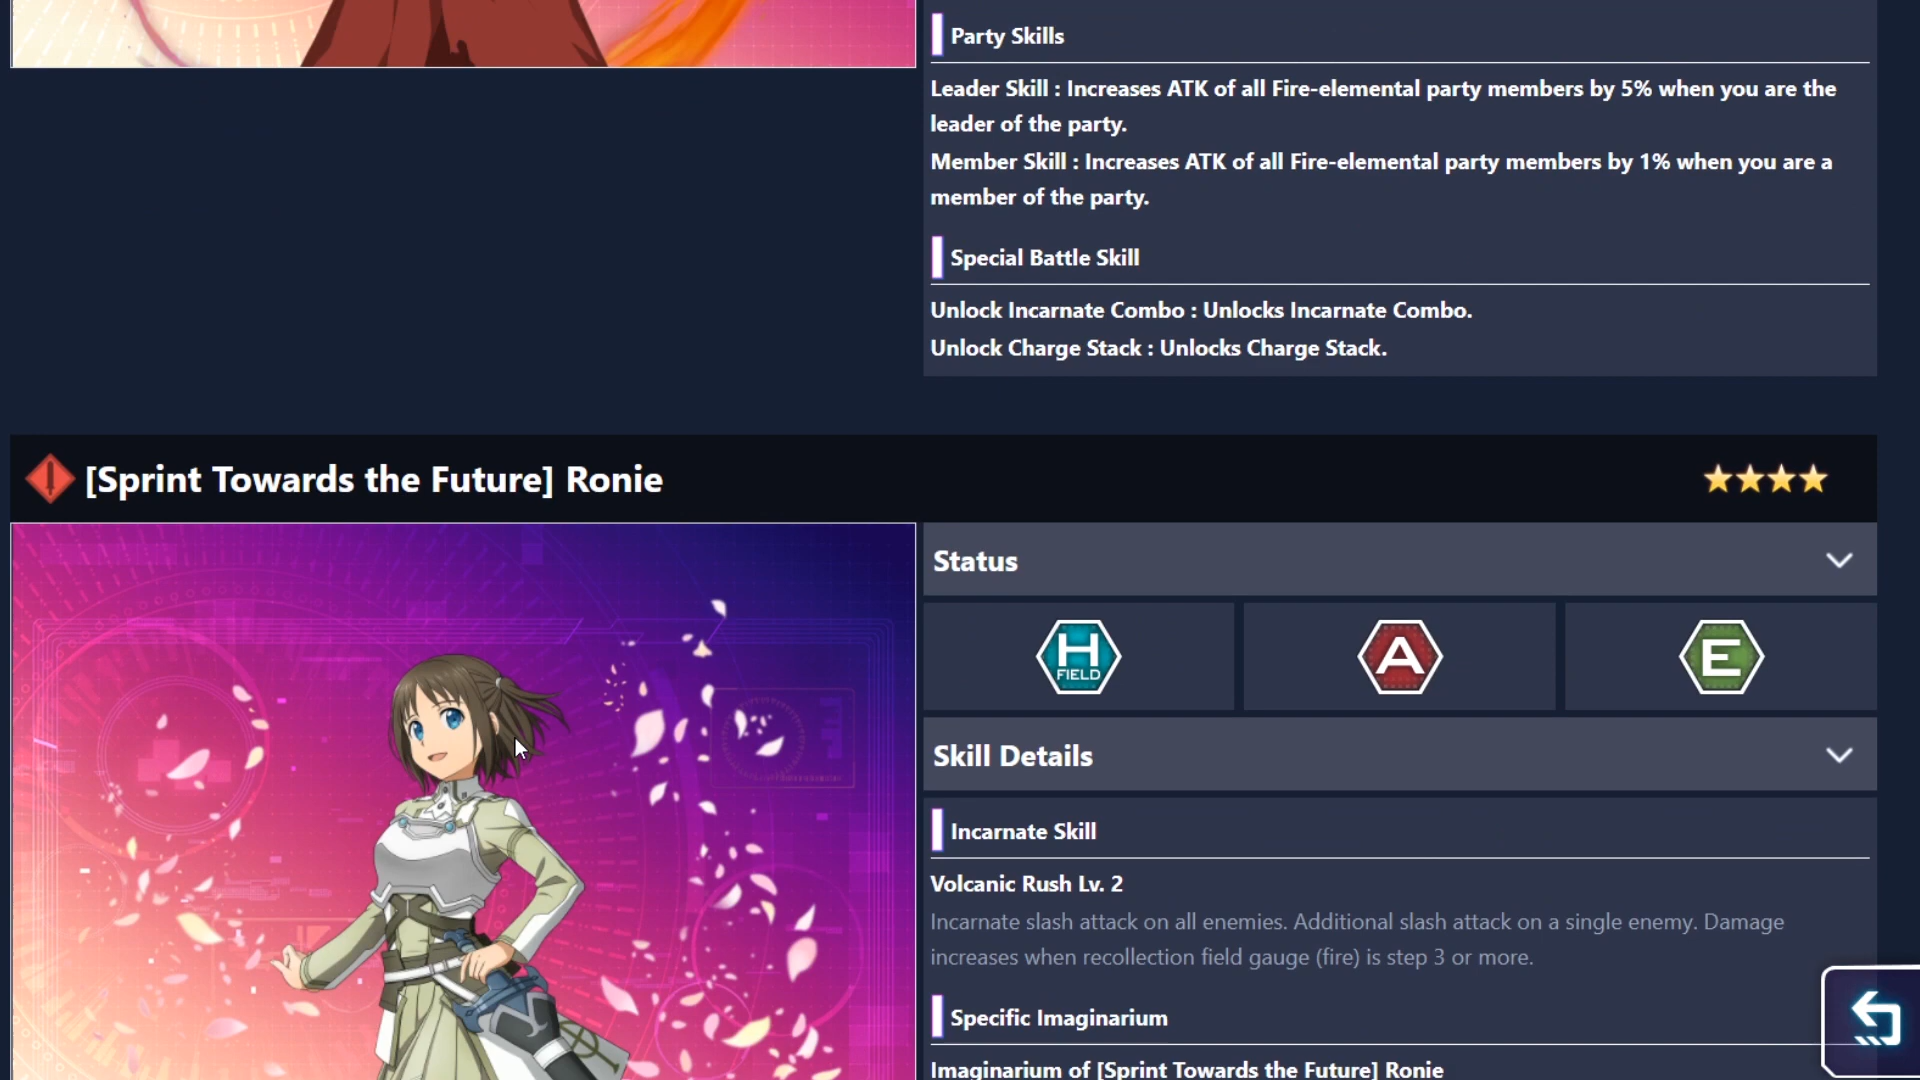 Party Skills
Leader Skill : Increases ATK of all Fire-elemental party members by 5% when you are the
leader of the party.
Member Skill : Increases ATK of all Fire-elemental party members by 1% when you are a
member of the party.
Special Battle Skill
Unlock Incarnate Combo : Unlocks Incarnate Combo.
Unlock Charge Stack : Unlocks Charge Stack.
[Sprint Towards the Future] Ronie
Status
H FIELD
A
E
Skill Details
Incarnate Skill
Volcanic Rush Lv. 2
Incarnate slash attack on all enemies. Additional slash attack on a single enemy. Damage
increases when recollection field gauge (fire) is step 3 or more.
Specific Imaginarium
Imaginarium of [Sprint Towards the Future] Ronie